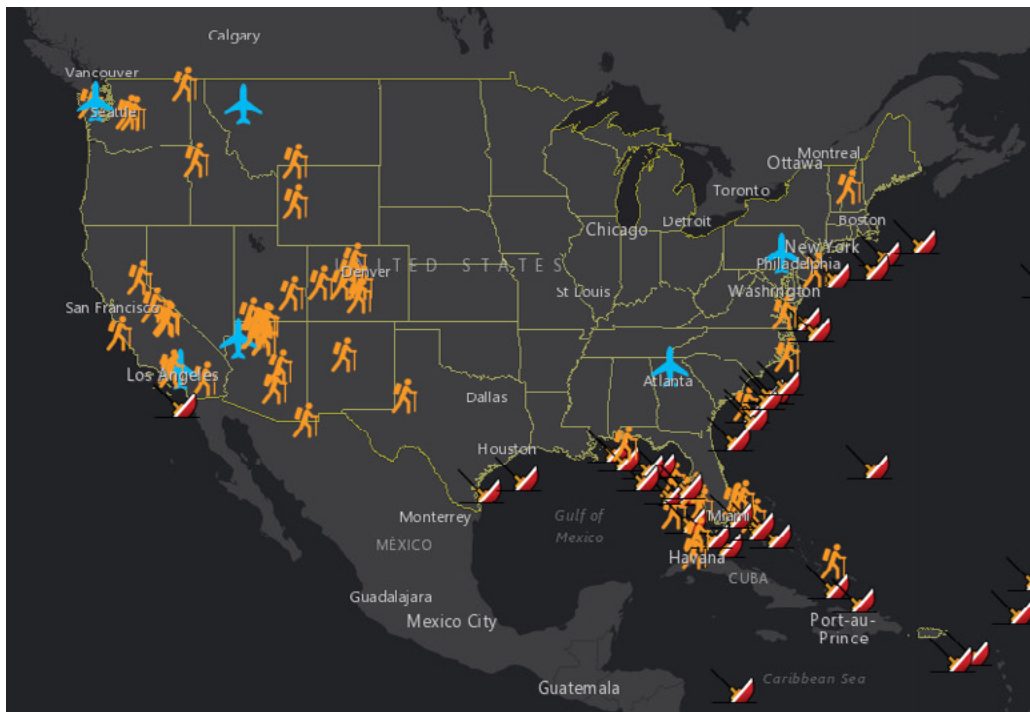 Calgary
Vancouver
Seattle
Montreal
Ottawa
Toronto
Boston
Detroit
Chicago
New York
Philadelphia
UNITED STATES
Denver
Washington
St Louis
San Francisco
Los Angeles
Atlanta
Dallas
Houston
Monterrey
Gulf of
Mexico
Miami
MÉXICO
Havana
CUBA
Guadalajara
Mexico City
Port-au-
Prince
Guatemala
Caribbean Sea